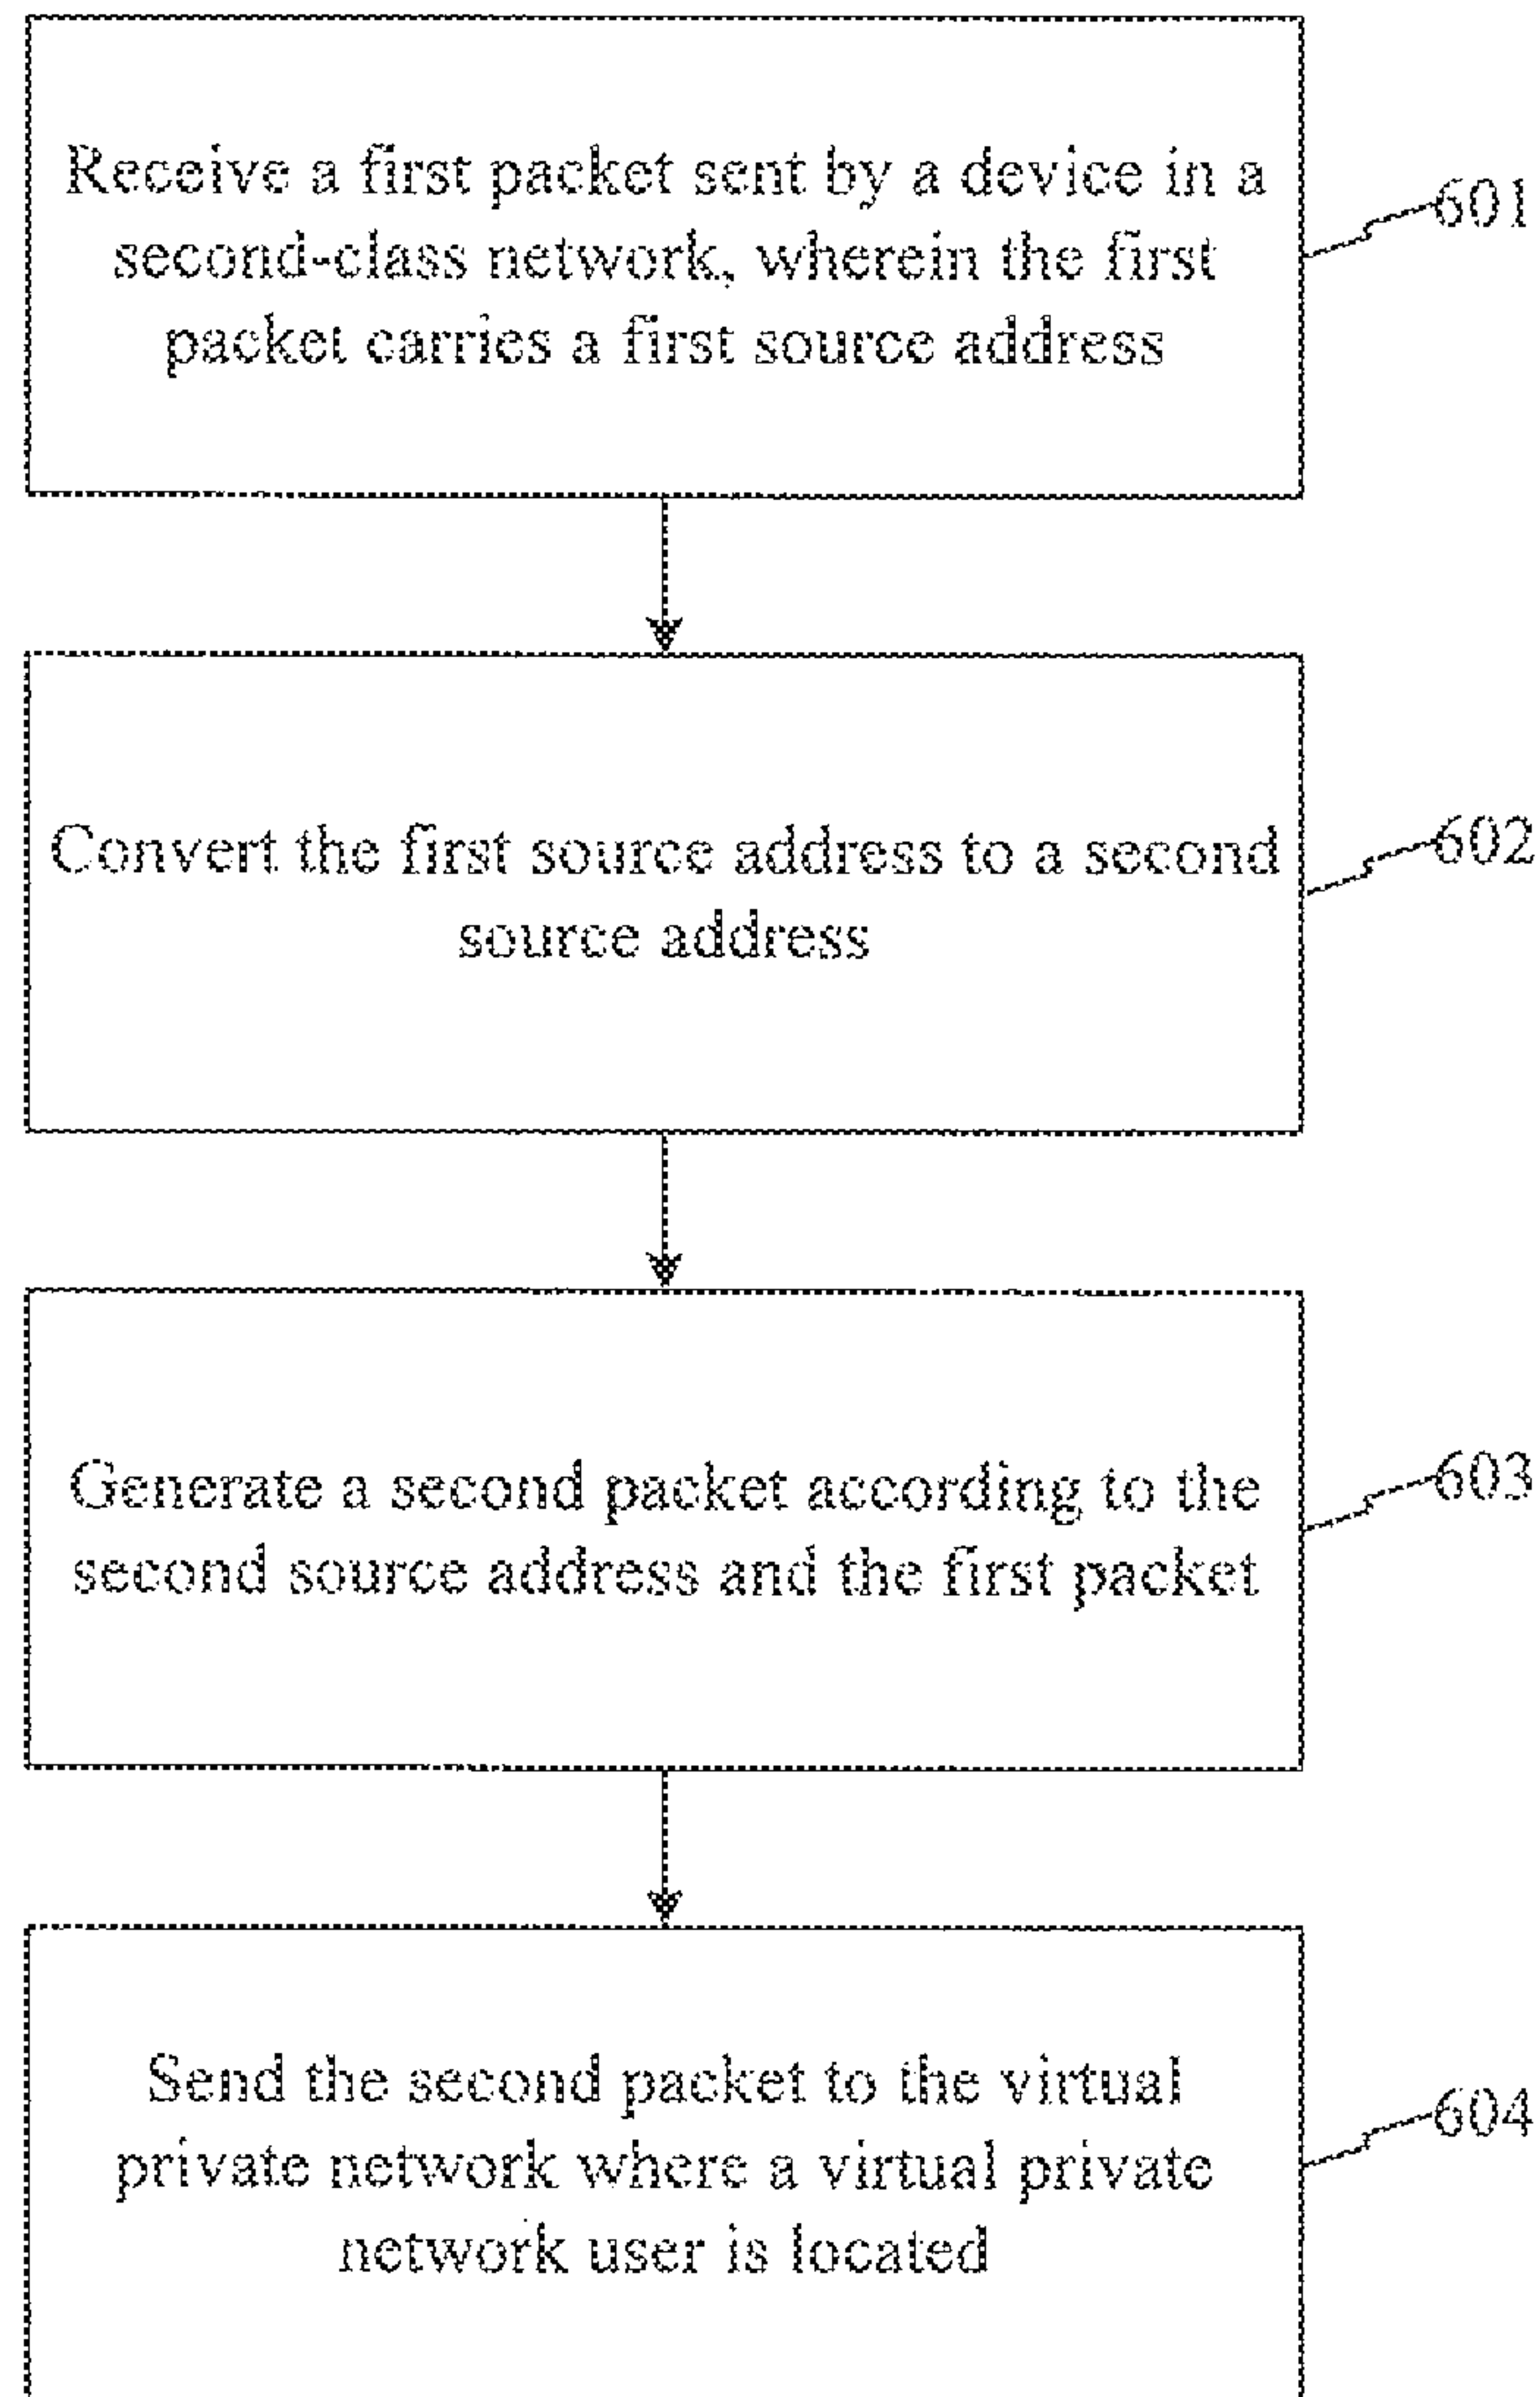 Receive a first packet sent by a device in a
second-class network, wherein the first
packet carries a first source address
601
Convert the first source address to a second
source address
602
Generate a second packet according to the
second source address and the first packet
603
Send the second packet to the virtual
private network where a virtual private
network user is located
604